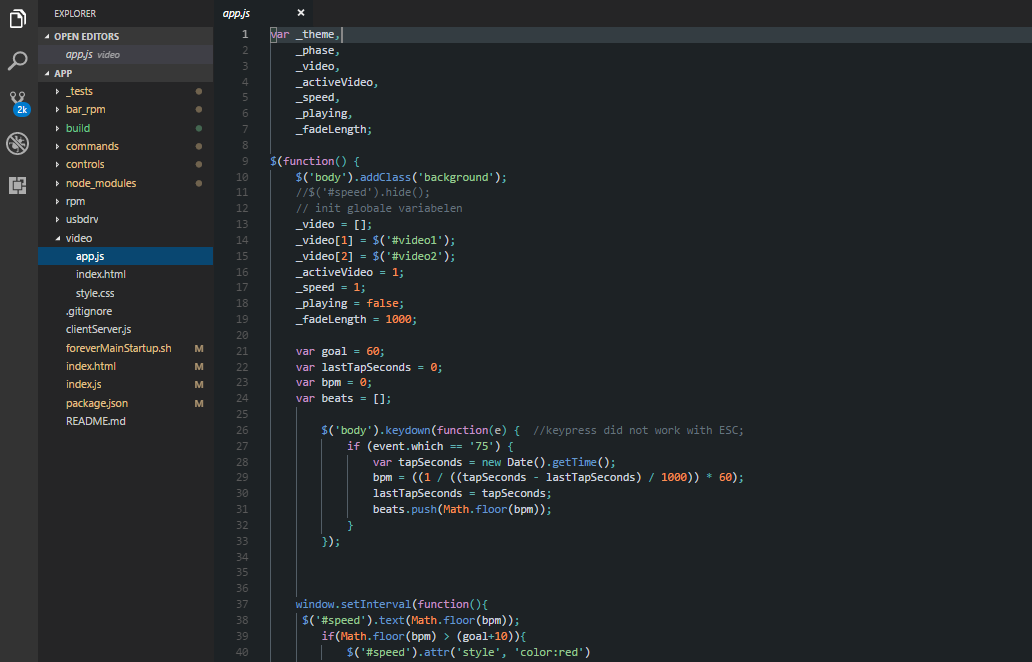 EXPLORER
OPEN EDITORS
app.js video
APP
_tests
bar_rpm
build
commands
controls
node_modules
rpm
usbdrv
video
app.js
index.html
style.css
.gitignore
clientServer.js
foreverMainStartup.sh M
index.html M
index.js M
package.json M
README.md
2k
app.js ×
1 var _theme,
2 _phase,
3 _video,
4 _activeVideo,
5 _speed,
6 _playing,
7 _fadeLength;
8
9 $(function() {
10 $('body').addClass('background');
11 //$('#speed').hide();
12 // init globale variabelen
13 _video = [];
14 _video[1] = $('#video1');
15 _video[2] = $('#video2');
16 _activeVideo = 1;
17 _speed = 1;
18 _playing = false;
19 _fadeLength = 1000;
20
21 var goal = 60;
22 var lastTapSeconds = 0;
23 var bpm = 0;
24 var beats = [];
25
26 $('body').keydown(function(e) { //keypress did not work with ESC;
27 if (event.which == '75') {
28 var tapSeconds = new Date().getTime();
29 bpm = ((1 / ((tapSeconds - lastTapSeconds) / 1000)) * 60);
30 lastTapSeconds = tapSeconds;
31 beats.push(Math.floor(bpm));
32 }
33 });
34
35
36
37 window.setInterval(function(){
38 $('#speed').text(Math.floor(bpm));
39 if(Math.floor(bpm) > (goal+10)){
40 $('#speed').attr('style', 'color:red')